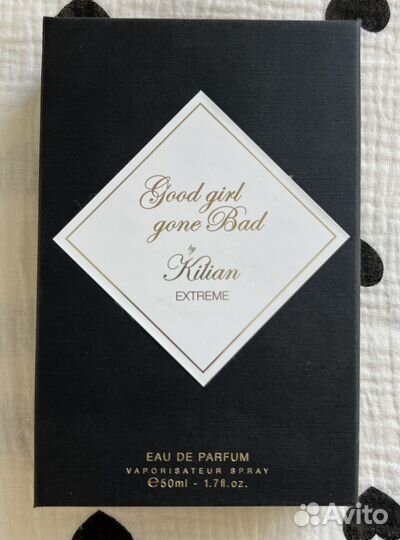 Good girl
gone Bad
by
Kilian
EXTREME
EAU DE PARFUM
VAPORISATEUR SPRAY
℮50ml - 1.7fl.oz.
Avito